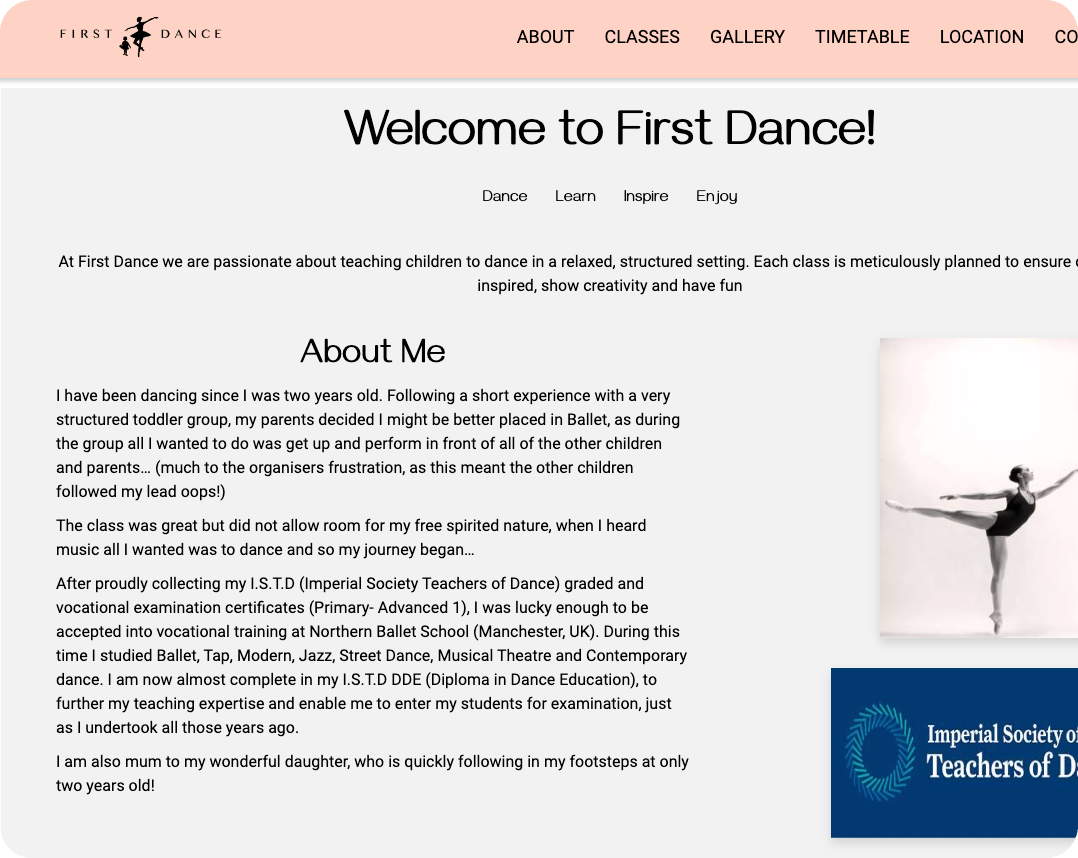 FIRST DANCE
ABOUT CLASSES GALLERY TIMETABLE LOCATION CO
Welcome to First Dance!
Dance Learn Inspire Enjoy
At First Dance we are passionate about teaching children to dance in a relaxed, structured setting. Each class is meticulously planned to ensure
inspired, show creativity and have fun
About Me
I have been dancing since I was two years old. Following a short experience with a very
structured toddler group, my parents decided I might be better placed in Ballet, as during
the group all I wanted to do was get up and perform in front of all of the other children
and parents... (much to the organisers frustration, as this meant the other children
followed my lead oops!)
The class was great but did not allow room for my free spirited nature, when I heard
music all I wanted was to dance and so my journey began...
After proudly collecting my I.S.T.D (Imperial Society Teachers of Dance) graded and
vocational examination certificates (Primary- Advanced 1), I was lucky enough to be
accepted into vocational training at Northern Ballet School (Manchester, UK). During this
time I studied Ballet, Tap, Modern, Jazz, Street Dance, Musical Theatre and Contemporary
dance. I am now almost complete in my I.S.T.D DDE (Diploma in Dance Education), to
further my teaching expertise and enable me to enter my students for examination, just
as I undertook all those years ago.
I am also mum to my wonderful daughter, who is quickly following in my footsteps at only
two years old!
Imperial Society of
Teachers of Da